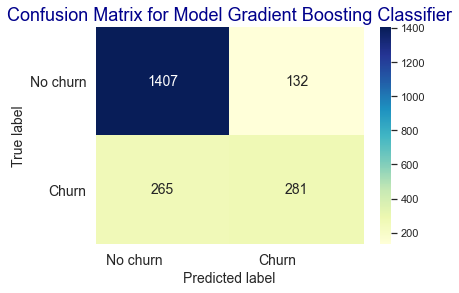 Confusion Matrix for Model Gradient Boosting Classifier
No churn
1407
132
Churn
265
281
True label
No churn
Churn
Predicted label
1400
1200
1000
800
600
400
200